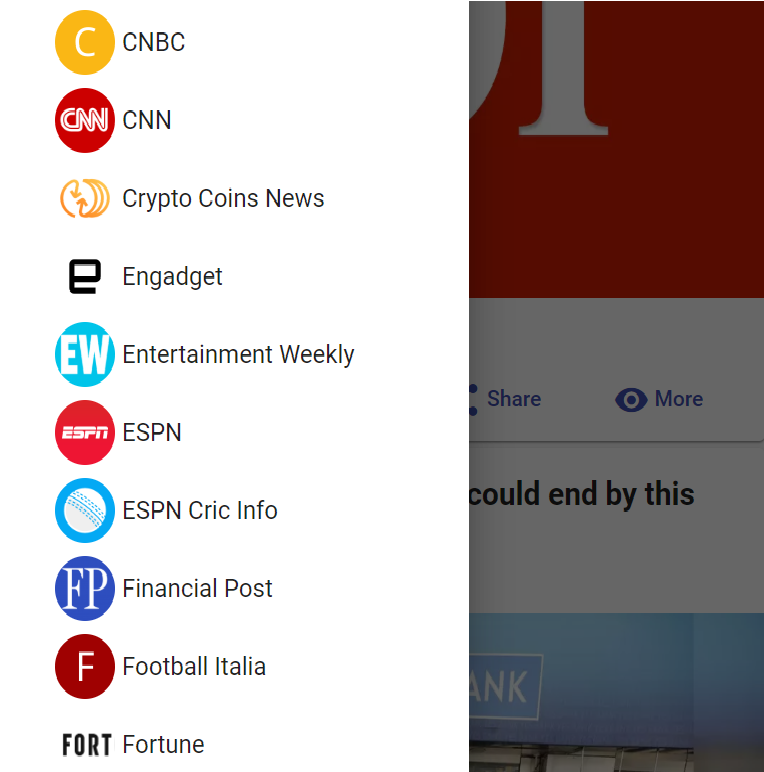 C CNBC
CNN CNN
Crypto Coins News
e Engadget
EW Entertainment Weekly
ESPN ESPN
ESPN Cric Info
FP Financial Post
F Football Italia
FORT Fortune
Share
More
could end by this
ANK